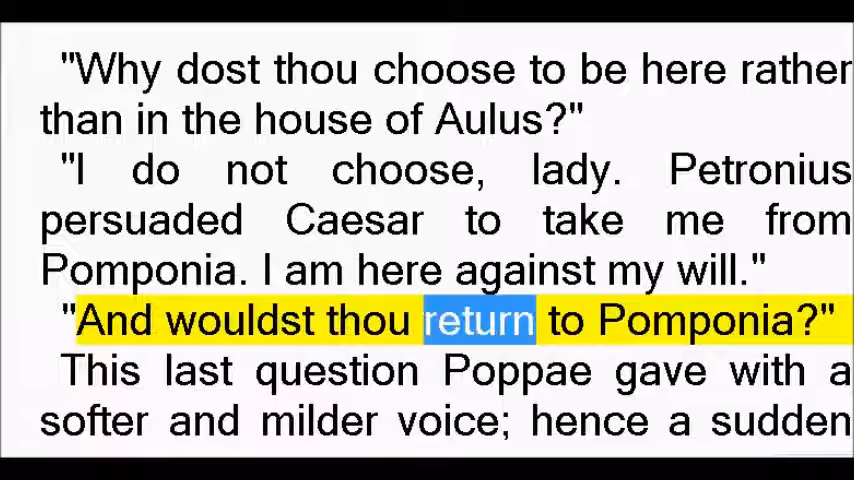 "Why dost thou choose to be here rather
than in the house of Aulus?"
"I do not choose, lady. Petronius
persuaded Caesar to take me from
Pomponia. I am here against my will."
"And wouldst thou return to Pomponia?"
This last question Poppae gave with a
softer and milder voice; hence a sudden